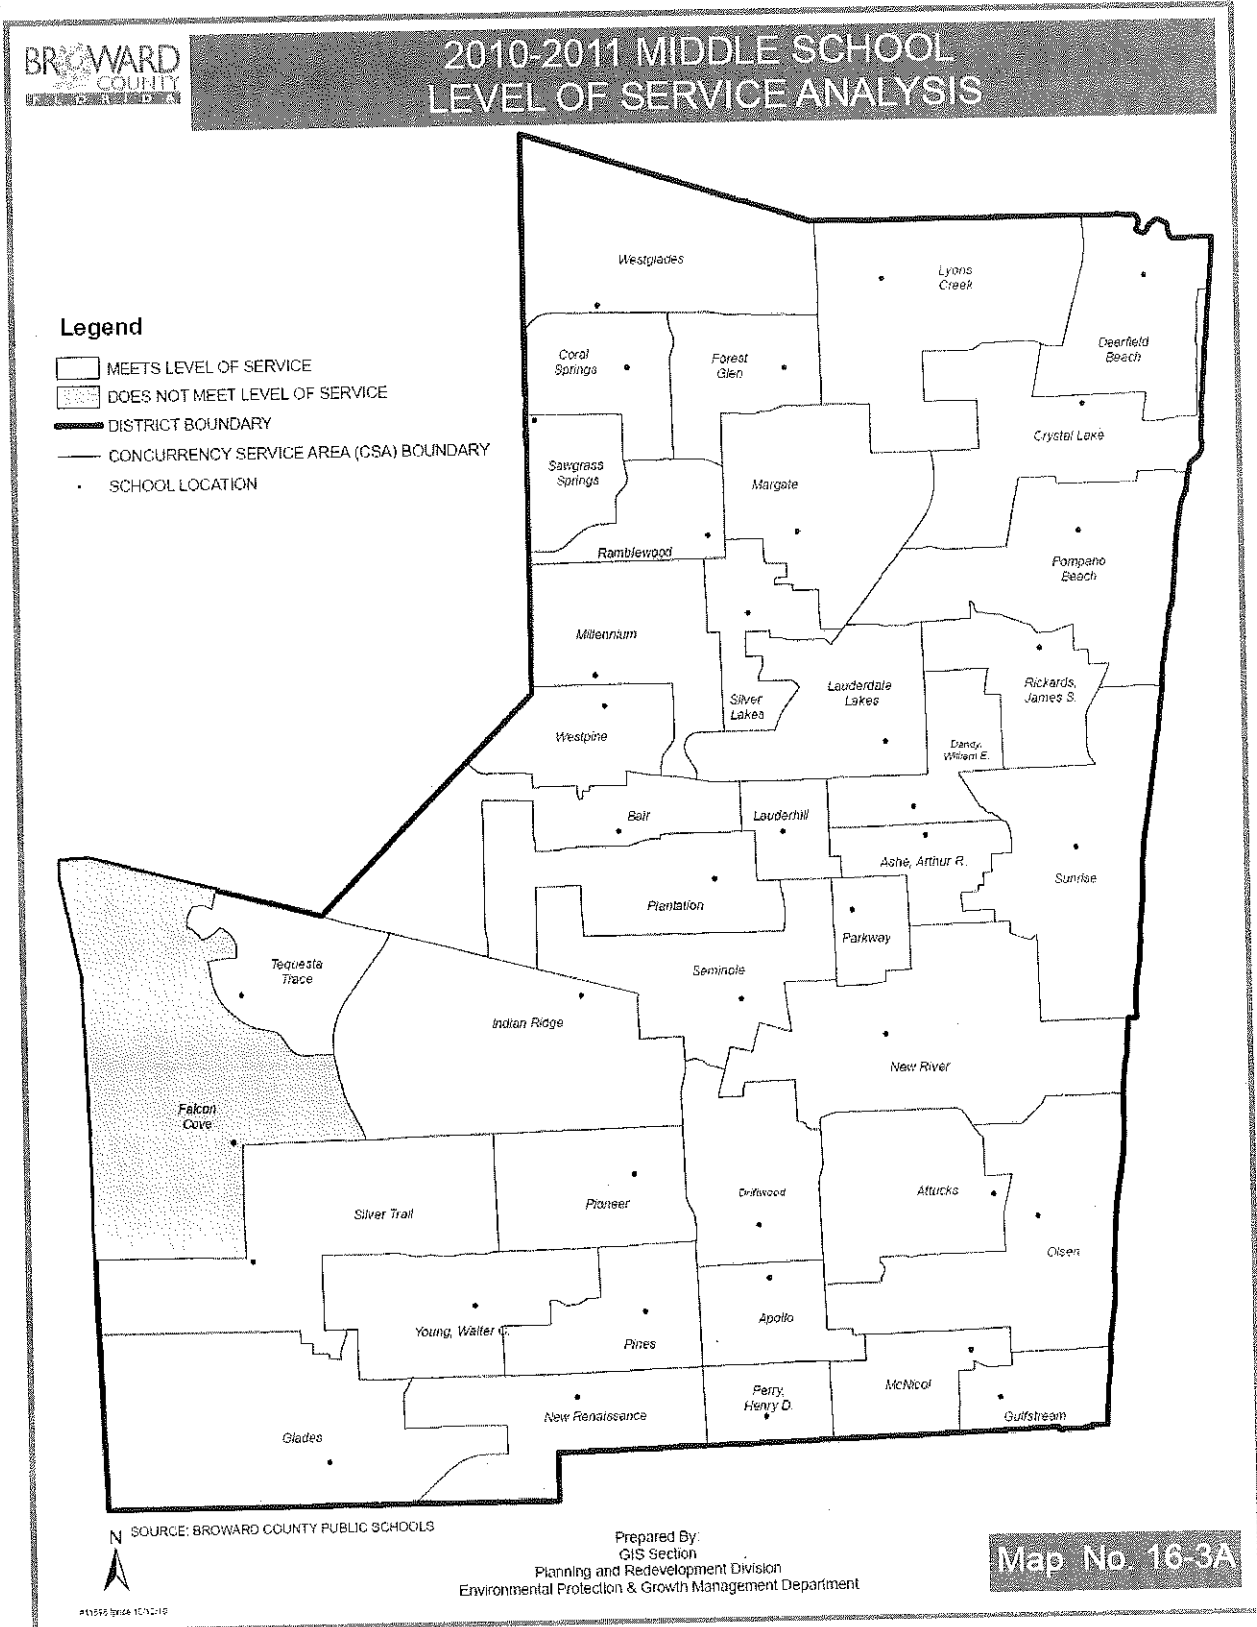 BROWARD
COUNTY
FLORIDA
2010-2011 MIDDLE SCHOOL
LEVEL OF SERVICE ANALYSIS
Legend
MEETS LEVEL OF SERVICE
DOES NOT MEET LEVEL OF SERVICE
DISTRICT BOUNDARY
CONCURRENCY SERVICE AREA (CSA) BOUNDARY
SCHOOL LOCATION
Westglades
Lyons
Creek
Deerfield
Beach
Coral
Springs
Forest
Glen
Crystal Lake
Sawgrass
Springs
Margate
Ramblewood
Pompano
Beach
Millennium
Silver
Lakes
Lauderdale
Lakes
Rickards,
James S.
Westpine
Dandy,
William E.
Bair
Lauderhill
Ashe, Arthur R.
Sunrise
Plantation
Parkway
Tequesta
Trace
Seminole
Indian Ridge
New River
Falcon
Cove
Silver Trail
Pioneer
Driftwood
Attucks
Olsen
Young, Walter C.
Pines
Apollo
Glades
New Renaissance
Perry,
Henry D.
McNicol
Gulfstream
N
SOURCE: BROWARD COUNTY PUBLIC SCHOOLS
Prepared By:
GIS Section
Planning and Redevelopment Division
Environmental Protection & Growth Management Department
Map No. 16-3A